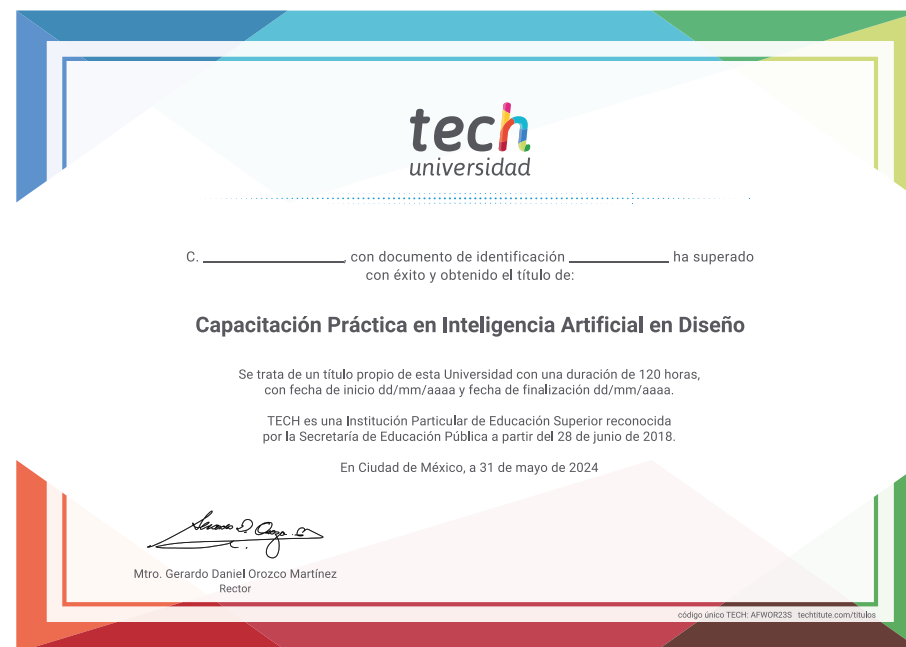 tech
universidad
C. ____________, con documento de identificación ____________ ha superado
con éxito y obtenido el título de:
Capacitación Práctica en Inteligencia Artificial en Diseño
Se trata de un título propio de esta Universidad con una duración de 120 horas,
con fecha de inicio dd/mm/aaaa y fecha de finalización dd/mm/aaaa.
TECH es una Institución Particular de Educación Superior reconocida
por la Secretaría de Educación Pública a partir del 28 de junio de 2018.
En Ciudad de México, a 31 de mayo de 2024
Mtro. Gerardo Daniel Orozco Martínez
Rector
código único TECH: AFWOR23S techtitute.com/titulos